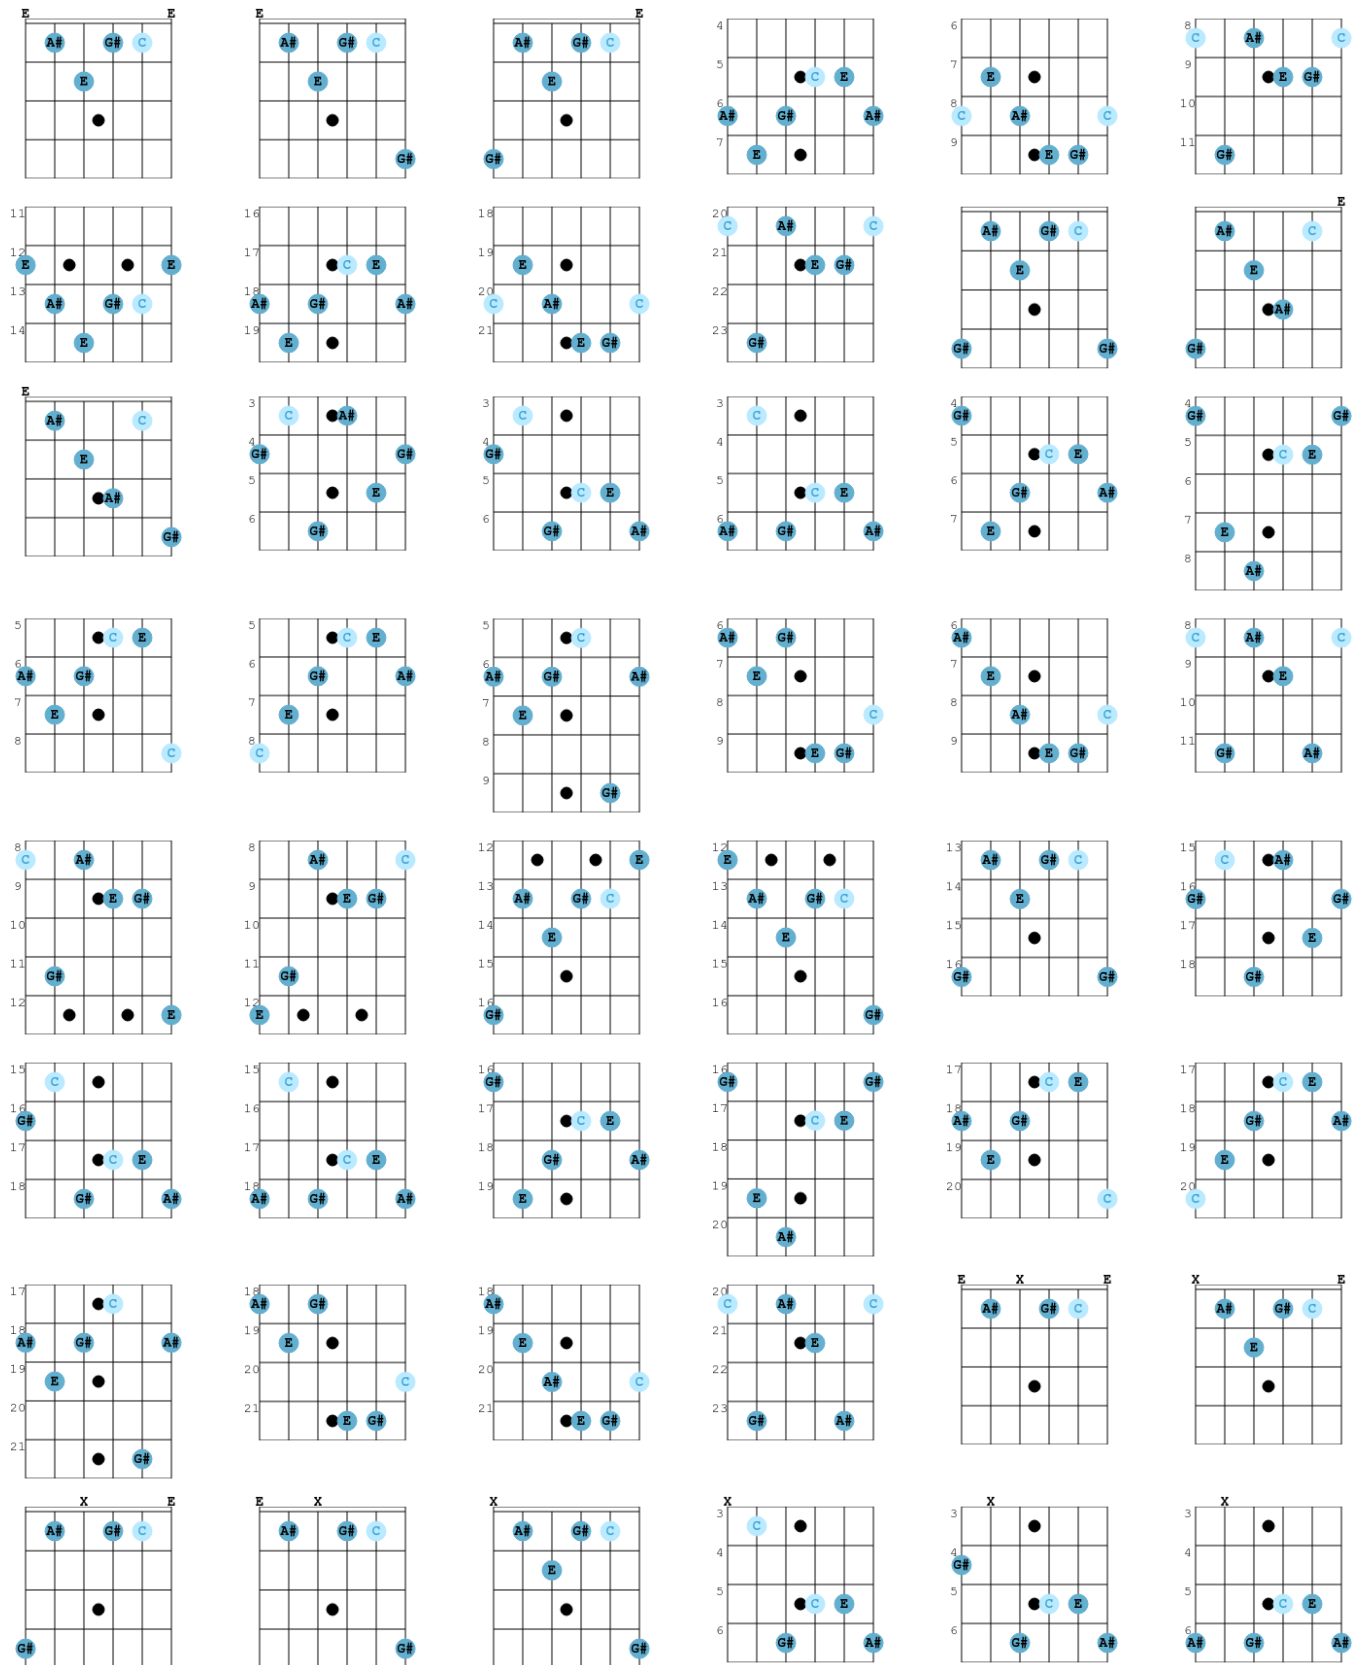 E E
A# G# C
E
E
A# G# C
E
G#
E
A# G# C
E
G#
4
5 C E
6 A# G# A#
7 E
6
7 E
8 C A# C
9 E G#
8 C A# C
9 E G#
10
11 G#
11
12 E E
13 A# G# C
14 E
16
17 C E
18 A# G# A#
19 E
18
19 E
20 C A# C
21 E G#
20 C A# C
21 E G#
22
23 G#
A# G# C
E
G# G#
E
A# C
E
A#
G#
E
A# C
E
A#
G#
3 C A#
4 G# G#
5 E
6 G#
3 C
4 G#
5 C E
6 G# A#
3 C
4
5 C E
6 A# G# A#
4 G#
5 C E
6 G# A#
7 E
4 G# G#
5 C E
6
7 E
8 A#
5 C E
6 A# G#
7 E
8 C
5 C E
6 G# A#
7 E
8 C
5 C
6 A# G# A#
7 E
8
9 G#
6 A# G#
7 E
8 C
9 E G#
6 A#
7 E
8 A# C
9 E G#
8 C A# C
9 E
10
11 G# A#
8 C A#
9 E G#
10
11 G#
12 E
8 A# C
9 E G#
10
11 G#
12 E
12 E
13 A# G# C
14 E
15
16 G#
12 E
13 A# G# C
14 E
15
16 G#
13 A# G# C
14 E
15
16 G# G#
15 C A#
16 G# G#
17 E
18 G#
15 C
16 G#
17 C E
18 G# A#
15 C
16
17 C E
18 A# G# A#
16 G#
17 C E
18 G# A#
19 E
16 G# G#
17 C E
18
19 E
20 A#
17 C E
18 A# G#
19 E
20 C
17 C E
18 G# A#
19 E
20 C
17 C
18 A# G# A#
19 E
20
21 G#
18 A# G#
19 E
20 C
21 E G#
18 A#
19 E
20 A# C
21 E G#
20 C A# C
21 E
22
23 G# A#
E X E
A# G# C
X E
A# G# C
E
X E
A# G# C
G#
E X
A# G# C
G#
X
A# G# C
E
G#
X
3 C
4
5 C E
6 G# A#
X
3
4 G#
5 C E
6 G# A#
X
3
4
5 C E
6 A# G# A#